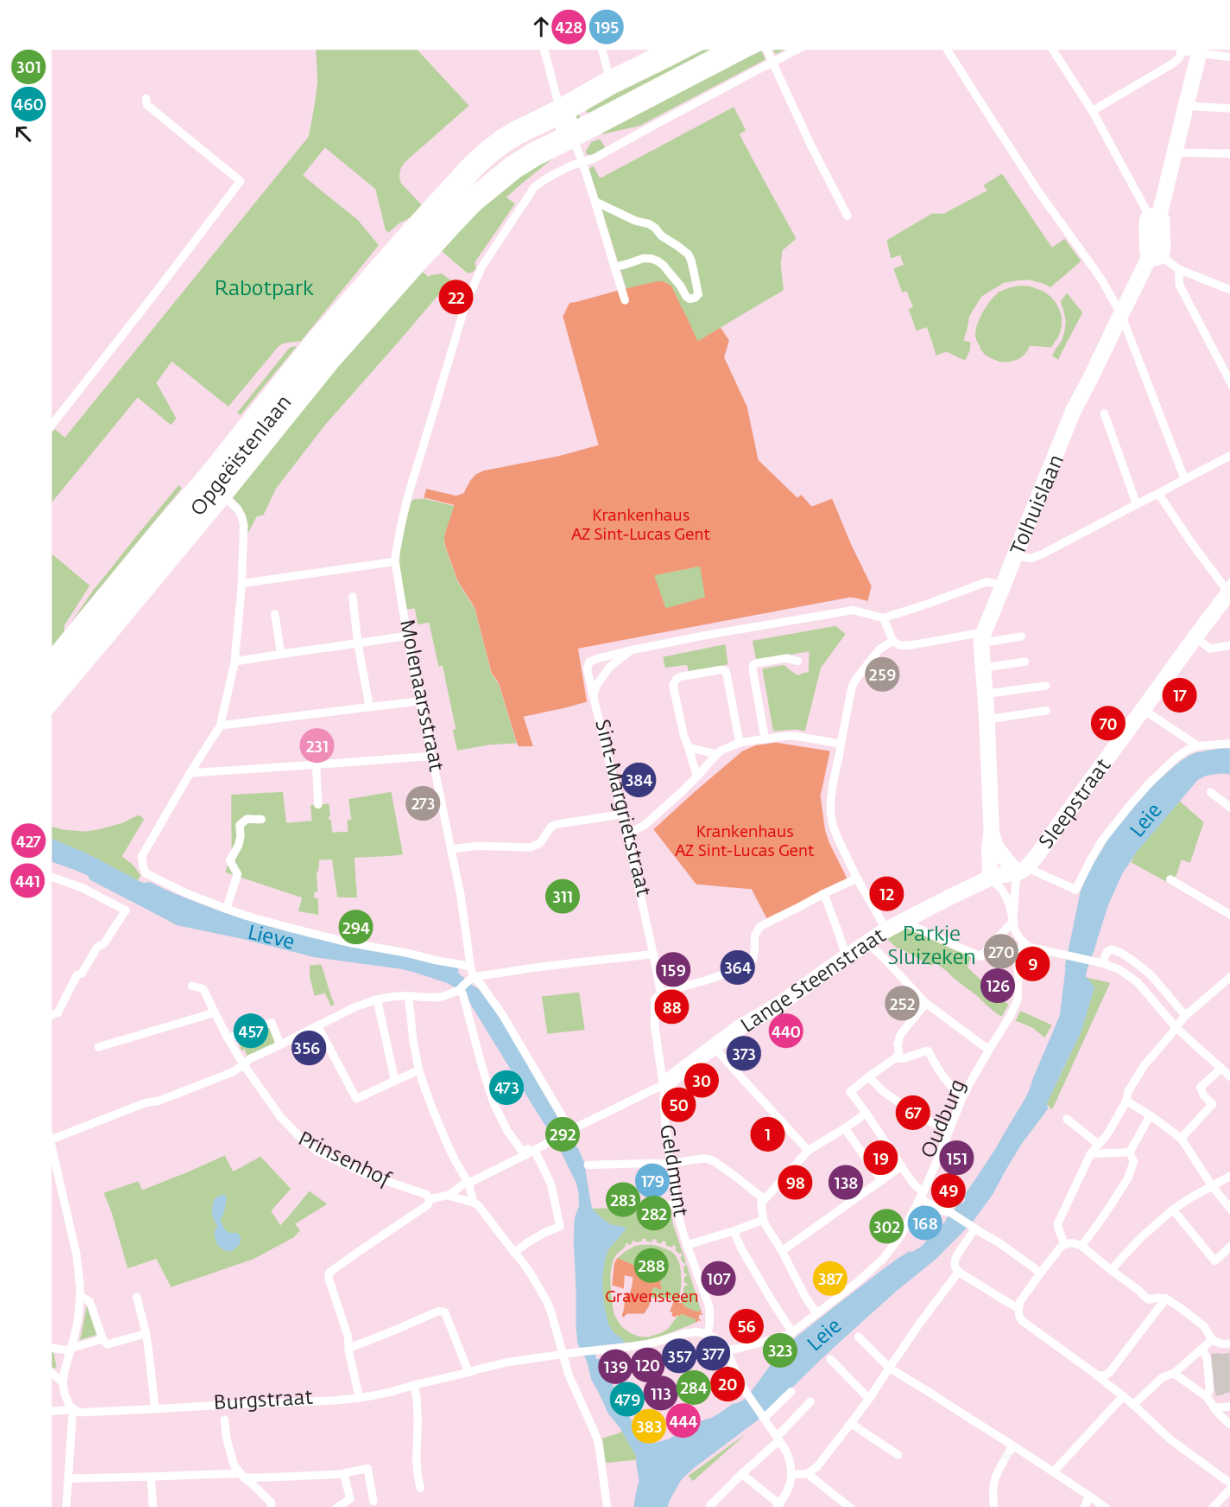 428
195
301
460
Rabotpark
22
Opgeëistenlaan
Krankenhaus
AZ Sint-Lucas Gent
Tolhuislaan
Molenaarsstraat
259
17
70
231
Sint-Margrietstraat
384
273
Sleepstraat
Leie
427
441
Krankenhaus
AZ Sint-Lucas Gent
311
12
294
Lieve
Parkje
Sluizeken
270
9
126
159
364
88
Lange Steenstraat
252
457
356
440
373
473
30
50
67
Oudburg
292
1
Geldmunt
Prinsenhof
19
151
179
98
138
49
283
282
302
168
288
107
387
Gravensteen
56
323
Leie
139
120
357
377
479
113
284
20
383
444
Burgstraat